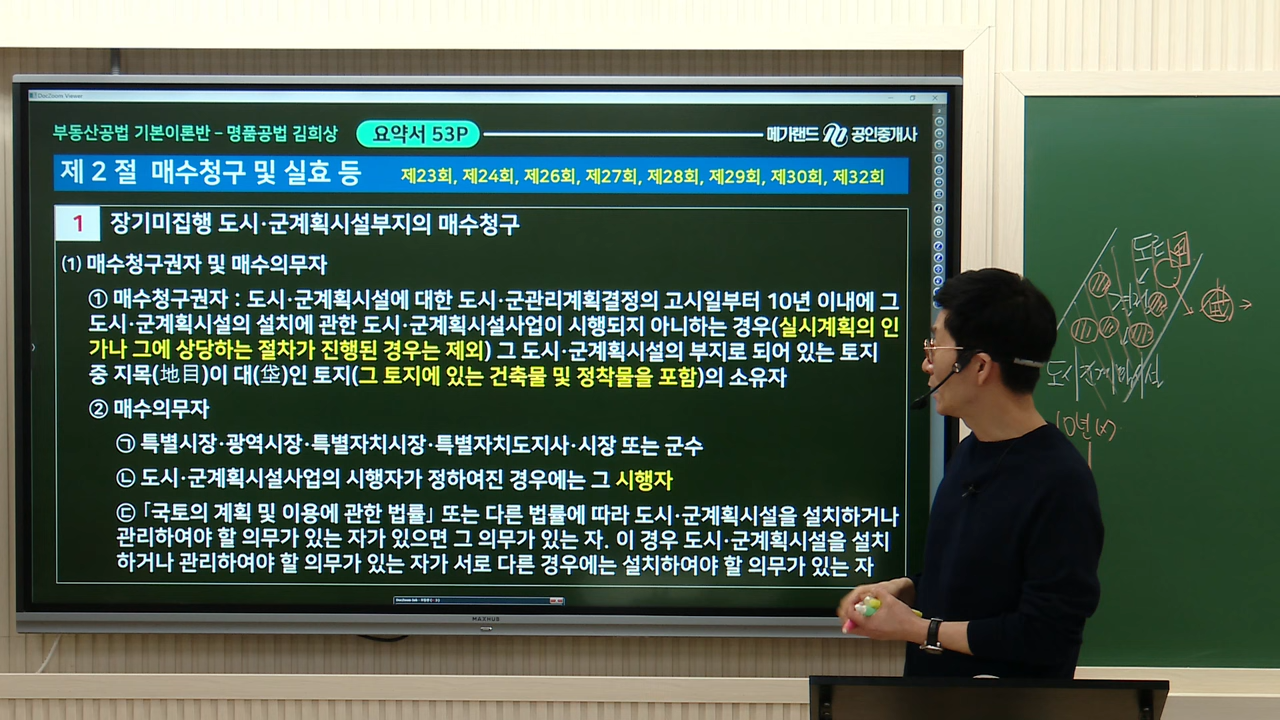 DocZoom Viewer
부동산공법 기본이론반 - 명품공법 김희상
요약서 53P
메가랜드 공인중개사
제 2 절 매수청구 및 실효 등
제23회, 제24회, 제26회, 제27회, 제28회, 제29회, 제30회, 제32회
1 장기미집행 도시·군계획시설부지의 매수청구
(1) 매수청구권자 및 매수의무자
① 매수청구권자 : 도시·군계획시설에 대한 도시·군관리계획결정의 고시일부터 10년 이내에 그
도시·군계획시설의 설치에 관한 도시·군계획시설사업이 시행되지 아니하는 경우(실시계획의 인
가나 그에 상당하는 절차가 진행된 경우는 제외) 그 도시·군계획시설의 부지로 되어 있는 토지
중 지목(地目)이 대(垈)인 토지(그 토지에 있는 건축물 및 정착물을 포함)의 소유자
② 매수의무자
㉠ 특별시장·광역시장·특별자치시장·특별자치도지사·시장 또는 군수
㉡ 도시·군계획시설사업의 시행자가 정하여진 경우에는 그 시행자
㉢ ｢국토의 계획 및 이용에 관한 법률｣ 또는 다른 법률에 따라 도시·군계획시설을 설치하거나
관리하여야 할 의무가 있는 자가 있으면 그 의무가 있는 자. 이 경우 도시·군계획시설을 설치
하거나 관리하여야 할 의무가 있는 자가 서로 다른 경우에는 설치하여야 할 의무가 있는 자
MAXHUB
도로
10년